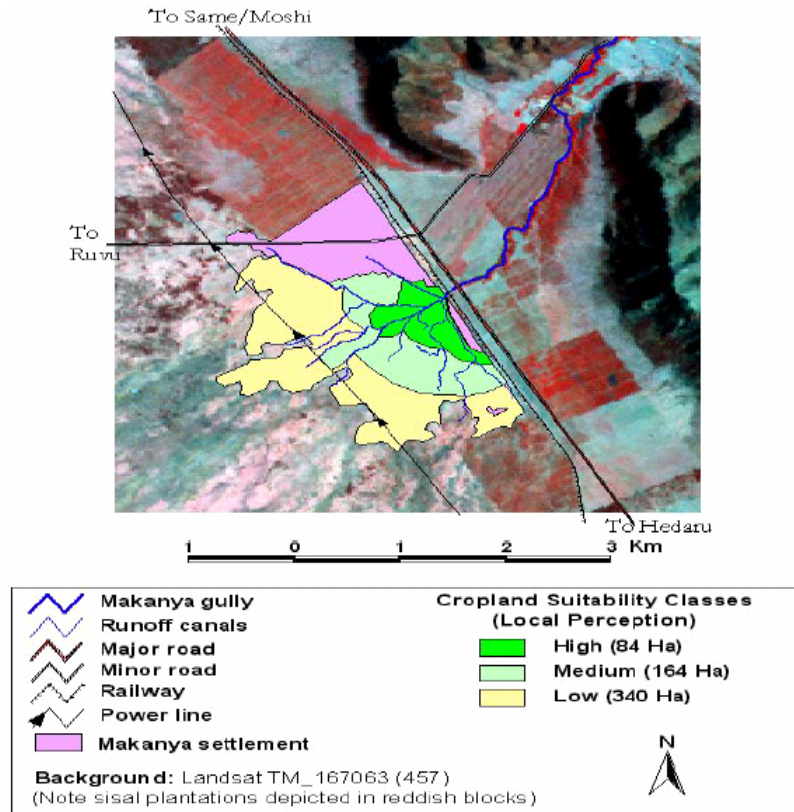 To Same/Moshi
To
Ruvu
To Hedaru
1 0 1 2 3 Km
Makanya gully
Runoff canals
Major road
Minor road
Railway
Power line
Makanya settlement
Cropland Suitability Classes
(Local Perception)
High (84 Ha)
Medium (164 Ha)
Low (340 Ha)
N
Background: Landsat TM_167063 (457)
(Note sisal plantations depicted in reddish blocks)